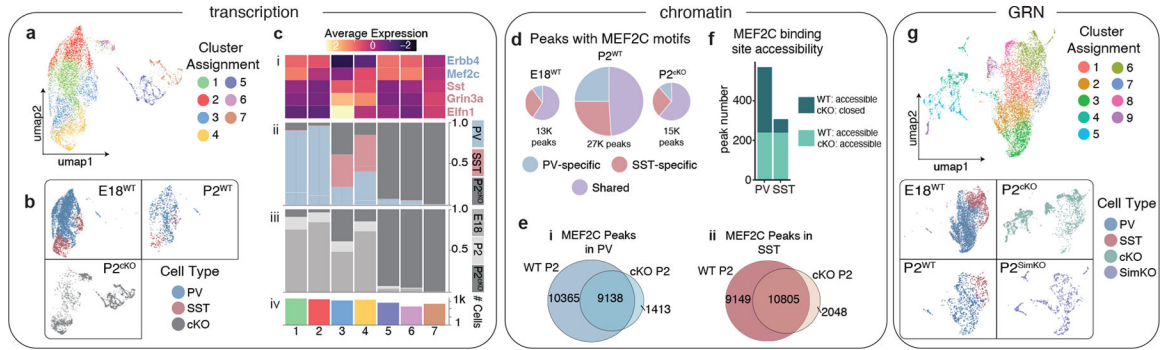 transcription
chromatin
GRN
a
Cluster
Assignment
1
5
2
6
3
7
4
umap2
umap1
b
E18WT
P2WT
P2cKO
Cell Type
PV
SST
cKO
c
Average Expression
1
0
-2
i
Erbb4
Mef2c
Sst
Grin3a
Elfn1
ii
1.0
0.5
PV
SST
P2cKO
iii
1.0
0.5
E18
P2
P2cKO
iv
1k
1
# Cells
1 2 3 4 5 6 7
d
Peaks with MEF2C motifs
P2WT
E18WT
P2cKO
13K
peaks
27K peaks
15K
peaks
PV-specific
SST-specific
Shared
e
i
MEF2C Peaks
in PV
WT P2
cKO P2
10365
9138
1413
ii
MEF2C Peaks in
SST
WT P2
cKO P2
9149
10805
2048
f
MEF2C binding
site accessibility
peak number
400
200
0
PV SST
WT: accessible
cKO: closed
WT: accessible
cKO: accessible
g
umap2
umap1
Cluster
Assignment
1
6
2
7
3
8
4
9
5
E18WT
P2cKO
P2WT
P2SimKO
Cell Type
PV
SST
cKO
SimKO